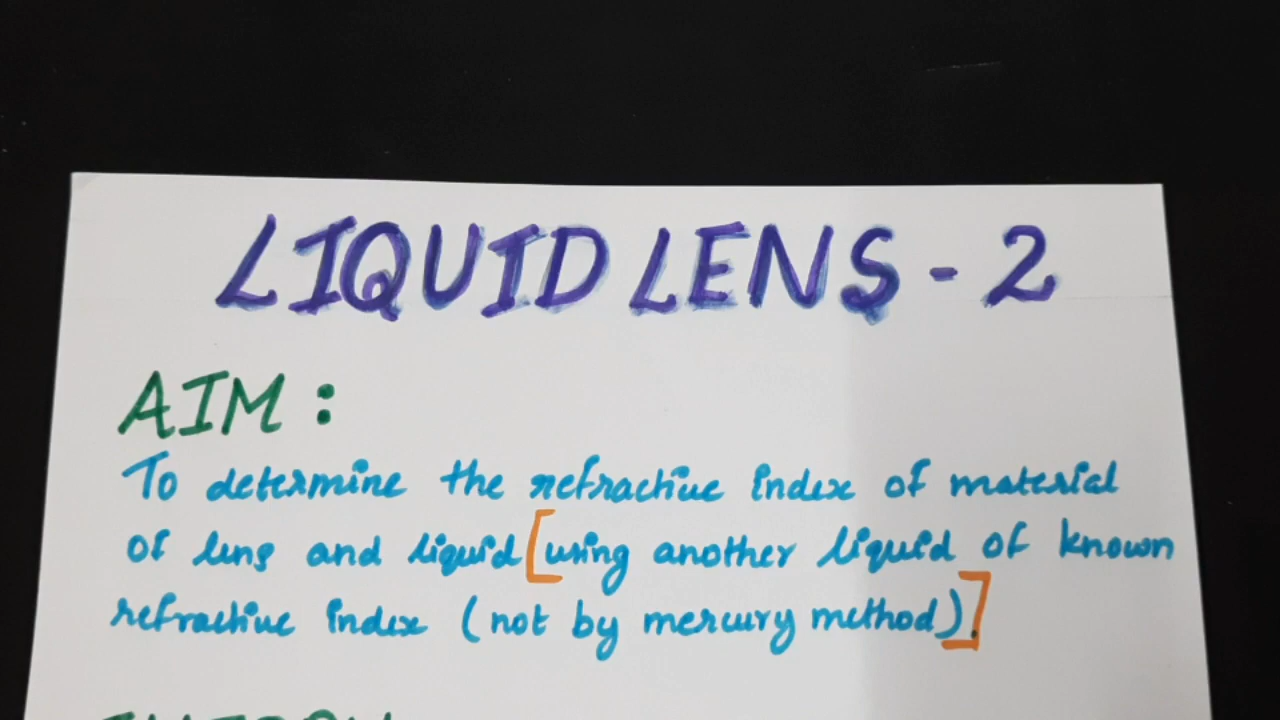 LIQUID LENS - 2
AIM :
To determine the refractive index of material
of lens and liquid [using another liquid of known
refractive index (not by mercury method).]